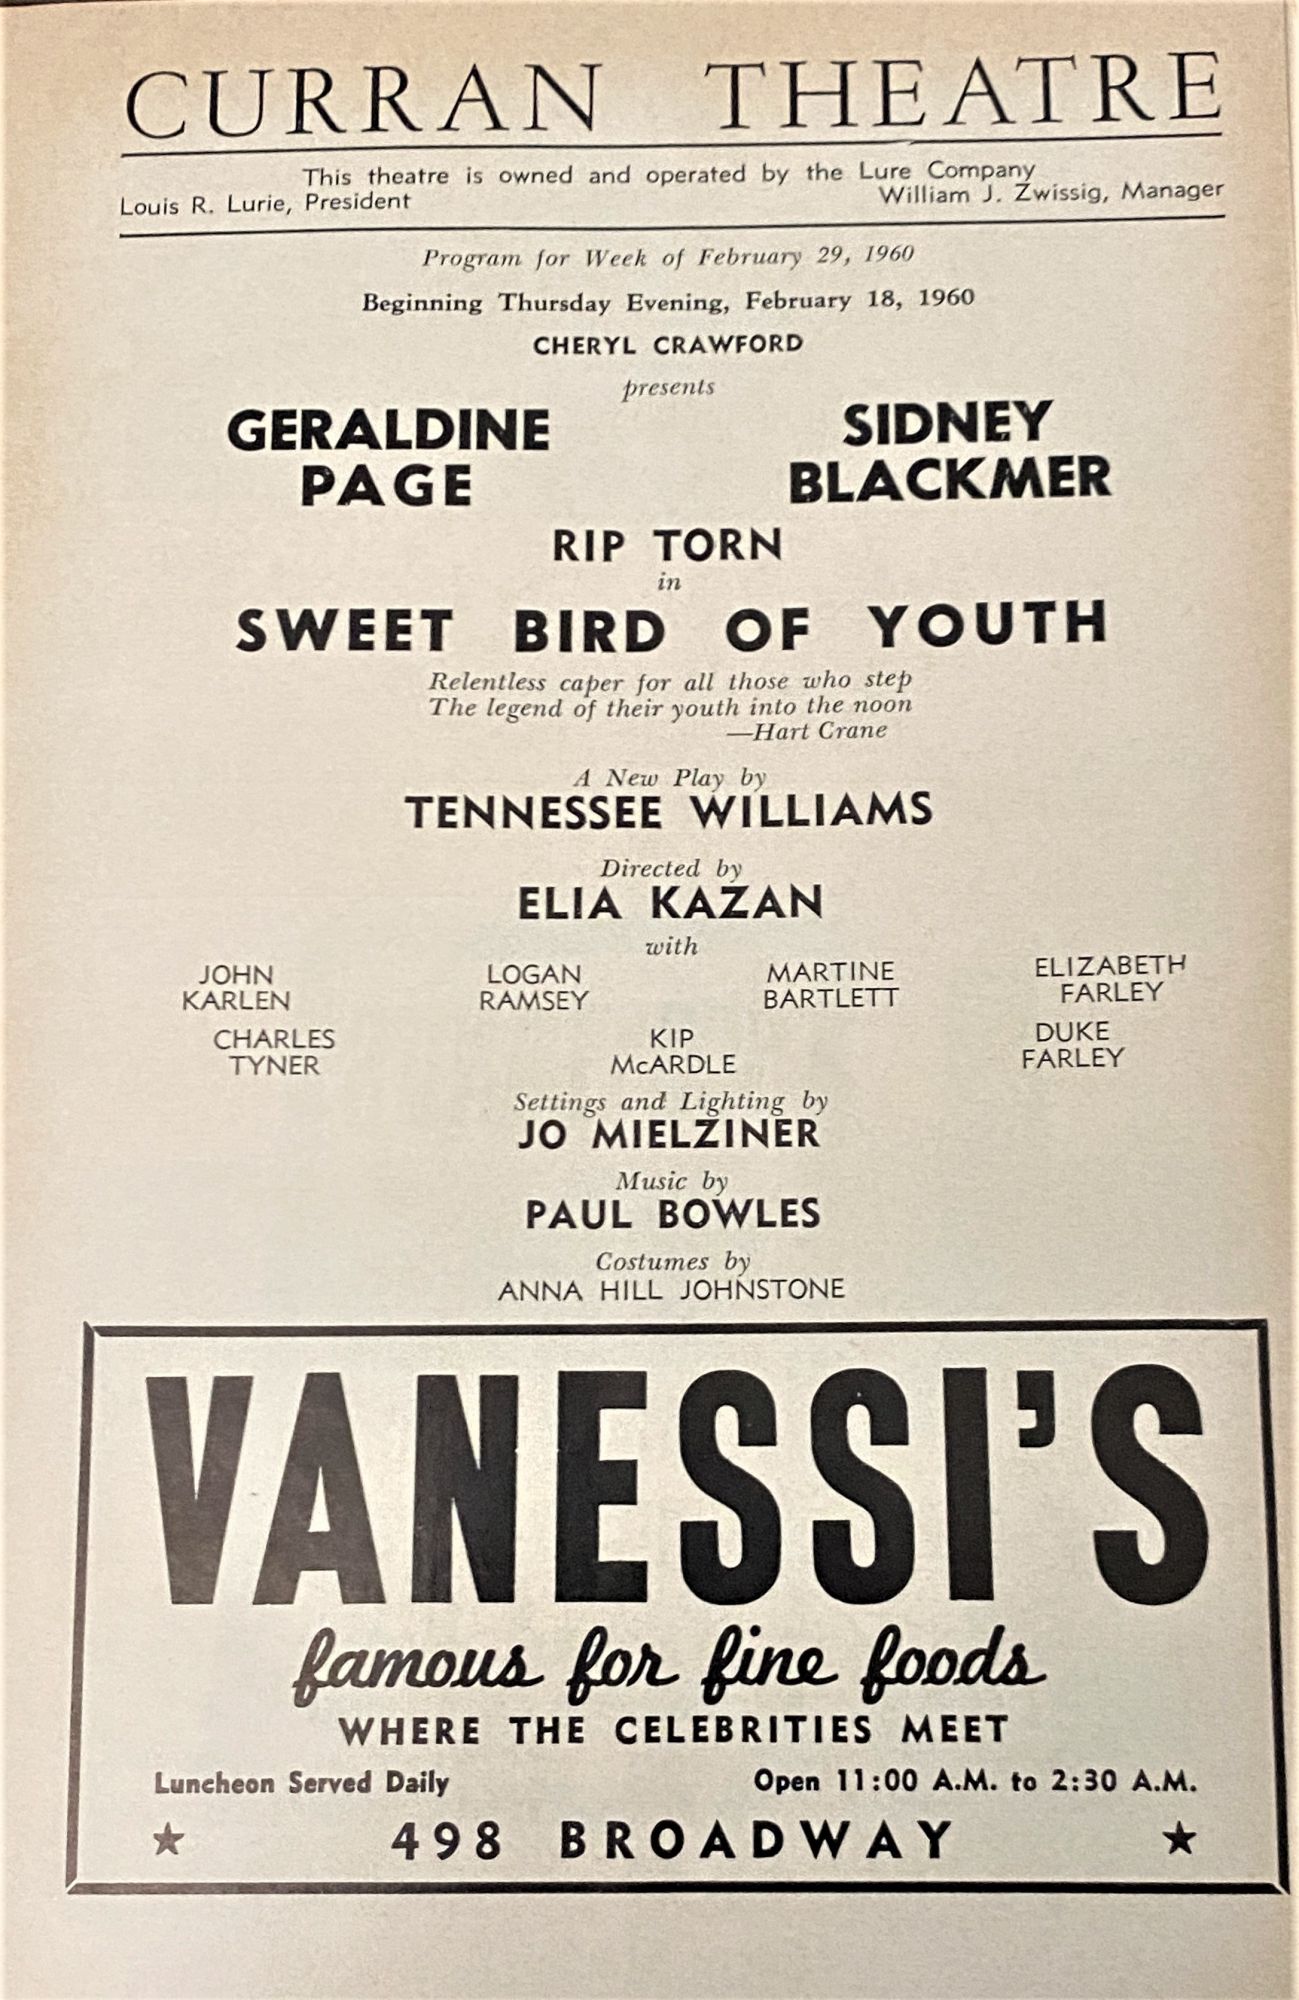 CURRAN THEATRE
This theatre is owned and operated by the Lure Company
Louis R. Lurie, President William J. Zwissig, Manager
Program for Week of February 29, 1960
Beginning Thursday Evening, February 18, 1960
CHERYL CRAWFORD
presents
GERALDINE PAGE
SIDNEY BLACKMER
RIP TORN
in
SWEET BIRD OF YOUTH
Relentless caper for all those who step
The legend of their youth into the noon
—Hart Crane
A New Play by
TENNESSEE WILLIAMS
Directed by
ELIA KAZAN
with
JOHN LOGAN MARTINE ELIZABETH
KARLEN RAMSEY BARTLETT FARLEY
CHARLES KIP DUKE
TYNER McARDLE FARLEY
Settings and Lighting by
JO MIELZINER
Music by
PAUL BOWLES
Costumes by
ANNA HILL JOHNSTONE
VANESSI'S
famous for fine foods
WHERE THE CELEBRITIES MEET
Luncheon Served Daily Open 11:00 A.M. to 2:30 A.M.
★ 498 BROADWAY ★